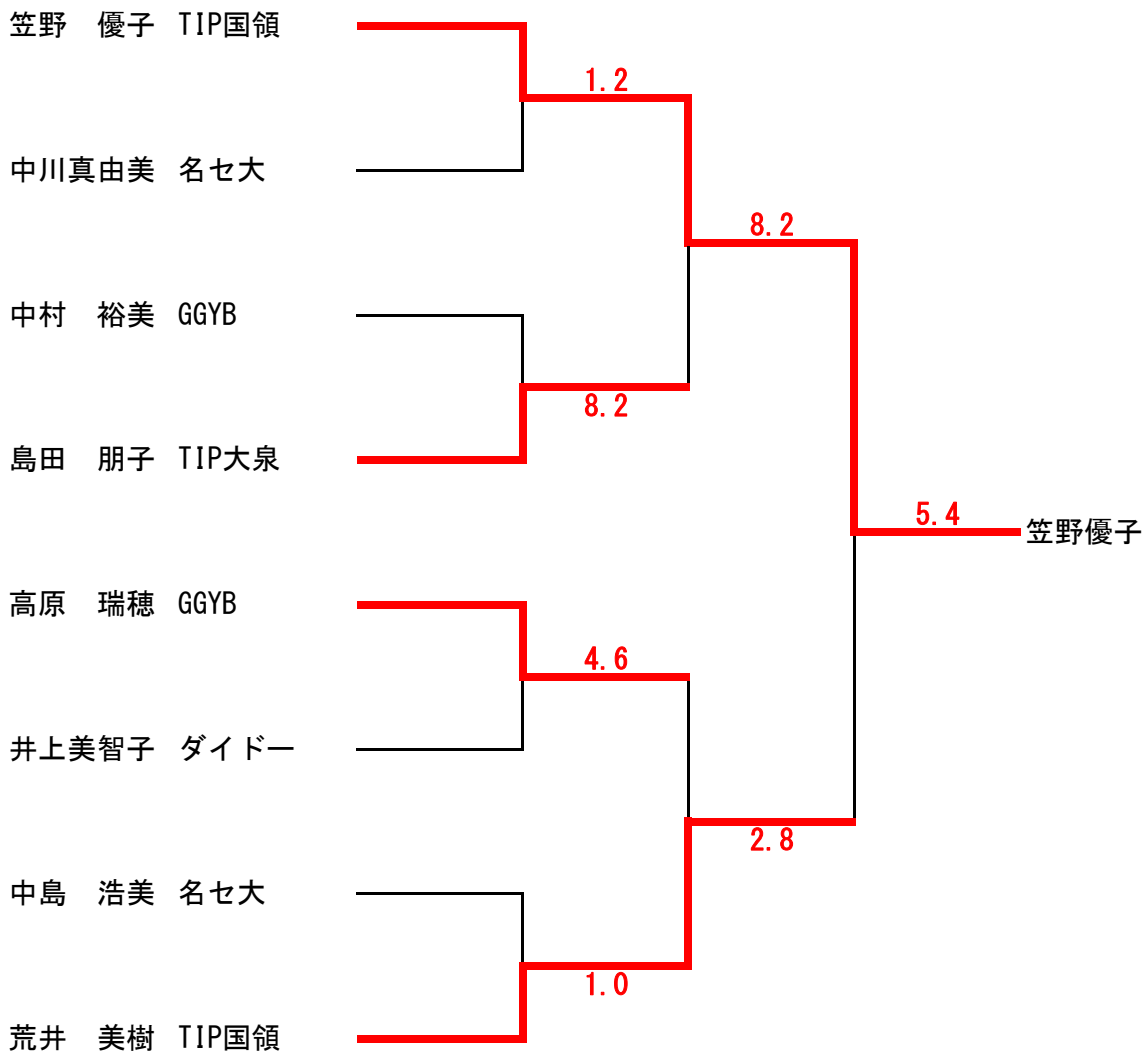 笠野　優子 TIP国領
1.2
中川真由美 名セ大
8.2
中村　裕美 GGYB
8.2
島田　朋子 TIP大泉
5.4
笠野優子
高原　瑞穂 GGYB
4.6
井上美智子 ダイドー
2.8
中島　浩美 名セ大
1.0
荒井　美樹 TIP国領